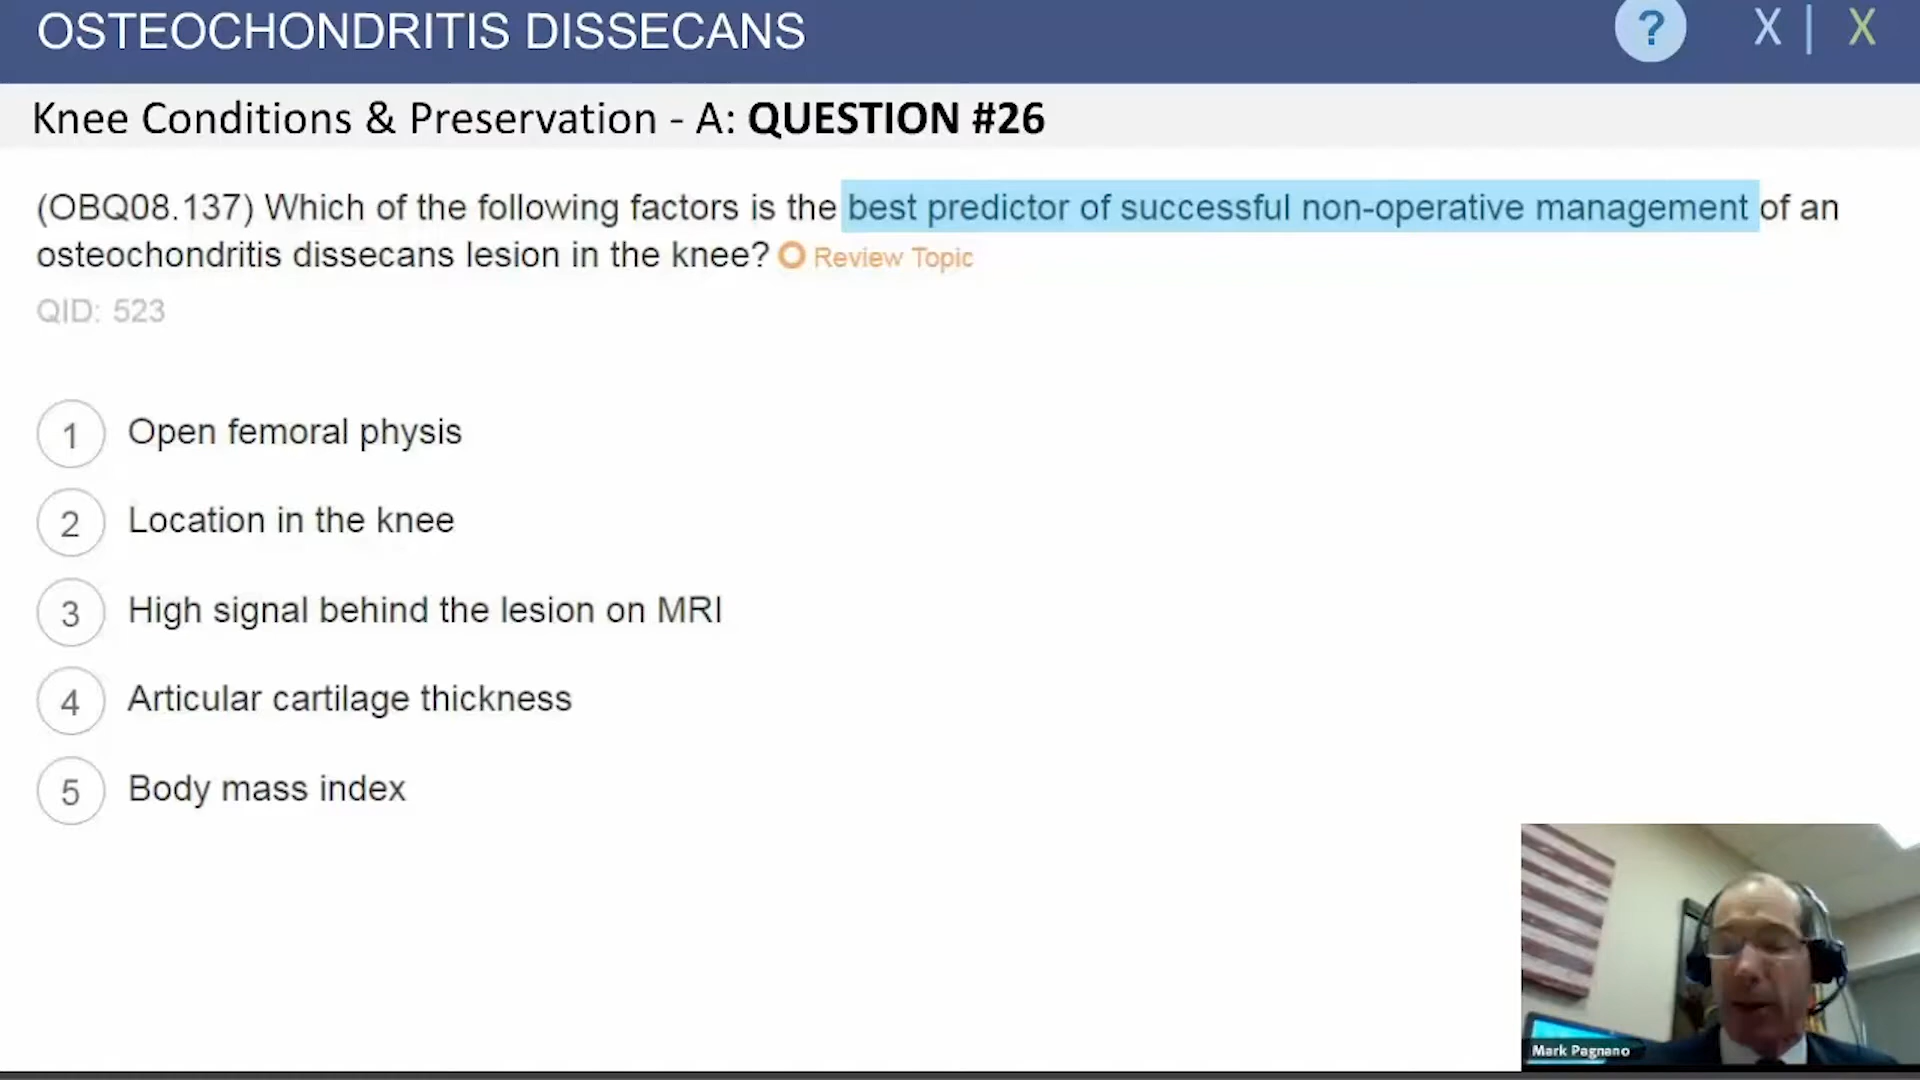 OSTEOCHONDRITIS DISSECANS
? X | X
Knee Conditions & Preservation - A: QUESTION #26
(OBQ08.137) Which of the following factors is the best predictor of successful non-operative management of an
osteochondritis dissecans lesion in the knee? Review Topic
QID: 523
1 Open femoral physis
2 Location in the knee
3 High signal behind the lesion on MRI
4 Articular cartilage thickness
5 Body mass index
Mark Pagnano